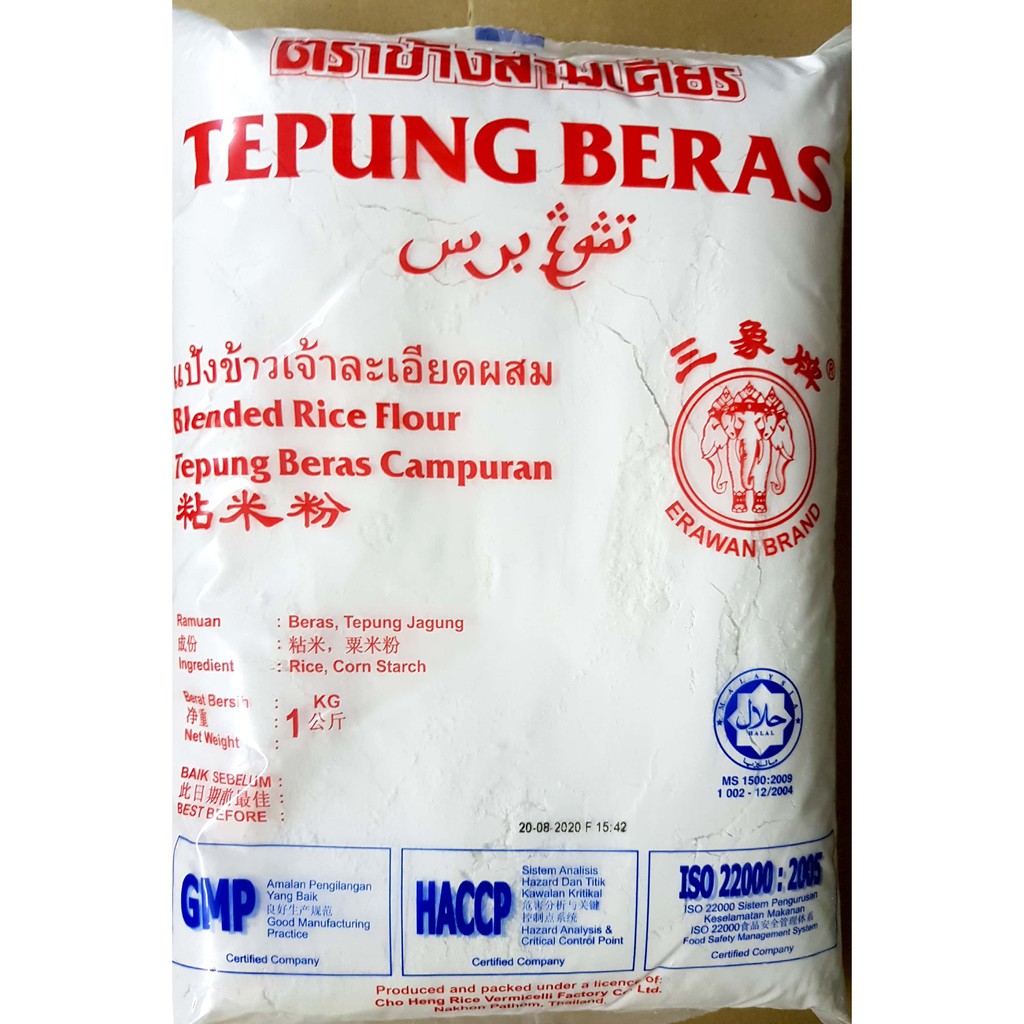 ตราช้างสามเศียร
TEPUNG BERAS
تڤوڠ برس
แป้งข้าวเจ้าละเอียดผสม
Blended Rice Flour
Tepung Beras Campuran
粘米粉
三象牌®
ERAWAN BRAND
Ramuan : Beras, Tepung Jagung
成份 : 粘米，粟米粉
Ingredient : Rice, Corn Starch
Berat Bersih : KG
净重 : 1 公斤
Net Weight :
MALAYSIA
حلال
HALAL
مليسيا
MS 1500:2009
1 002 - 12/2004
BAIK SEBELUM :
此日期前最佳 :
BEST BEFORE :
20-08-2020 F 15:42
GMP
Amalan Pengilangan
Yang Baik
良好生产规范
Good Manufacturing
Practice
Certified Company
HACCP
Sistem Analisis
Hazard Dan Titik
Kawalan Kritikal
危害分析与关键
控制点系统
Hazard Analysis &
Critical Control Point
Certified Company
ISO 22000 : 2005
ISO 22000 Sistem Pengurusan
Keselamatan Makanan
ISO 22000食品安全管理体系
Food Safety Management System
Certified Company
Produced and packed under a licence of:
Cho Heng Rice Vermicelli Factory Co. Ltd.
Nakhon Pathom, Thailand.